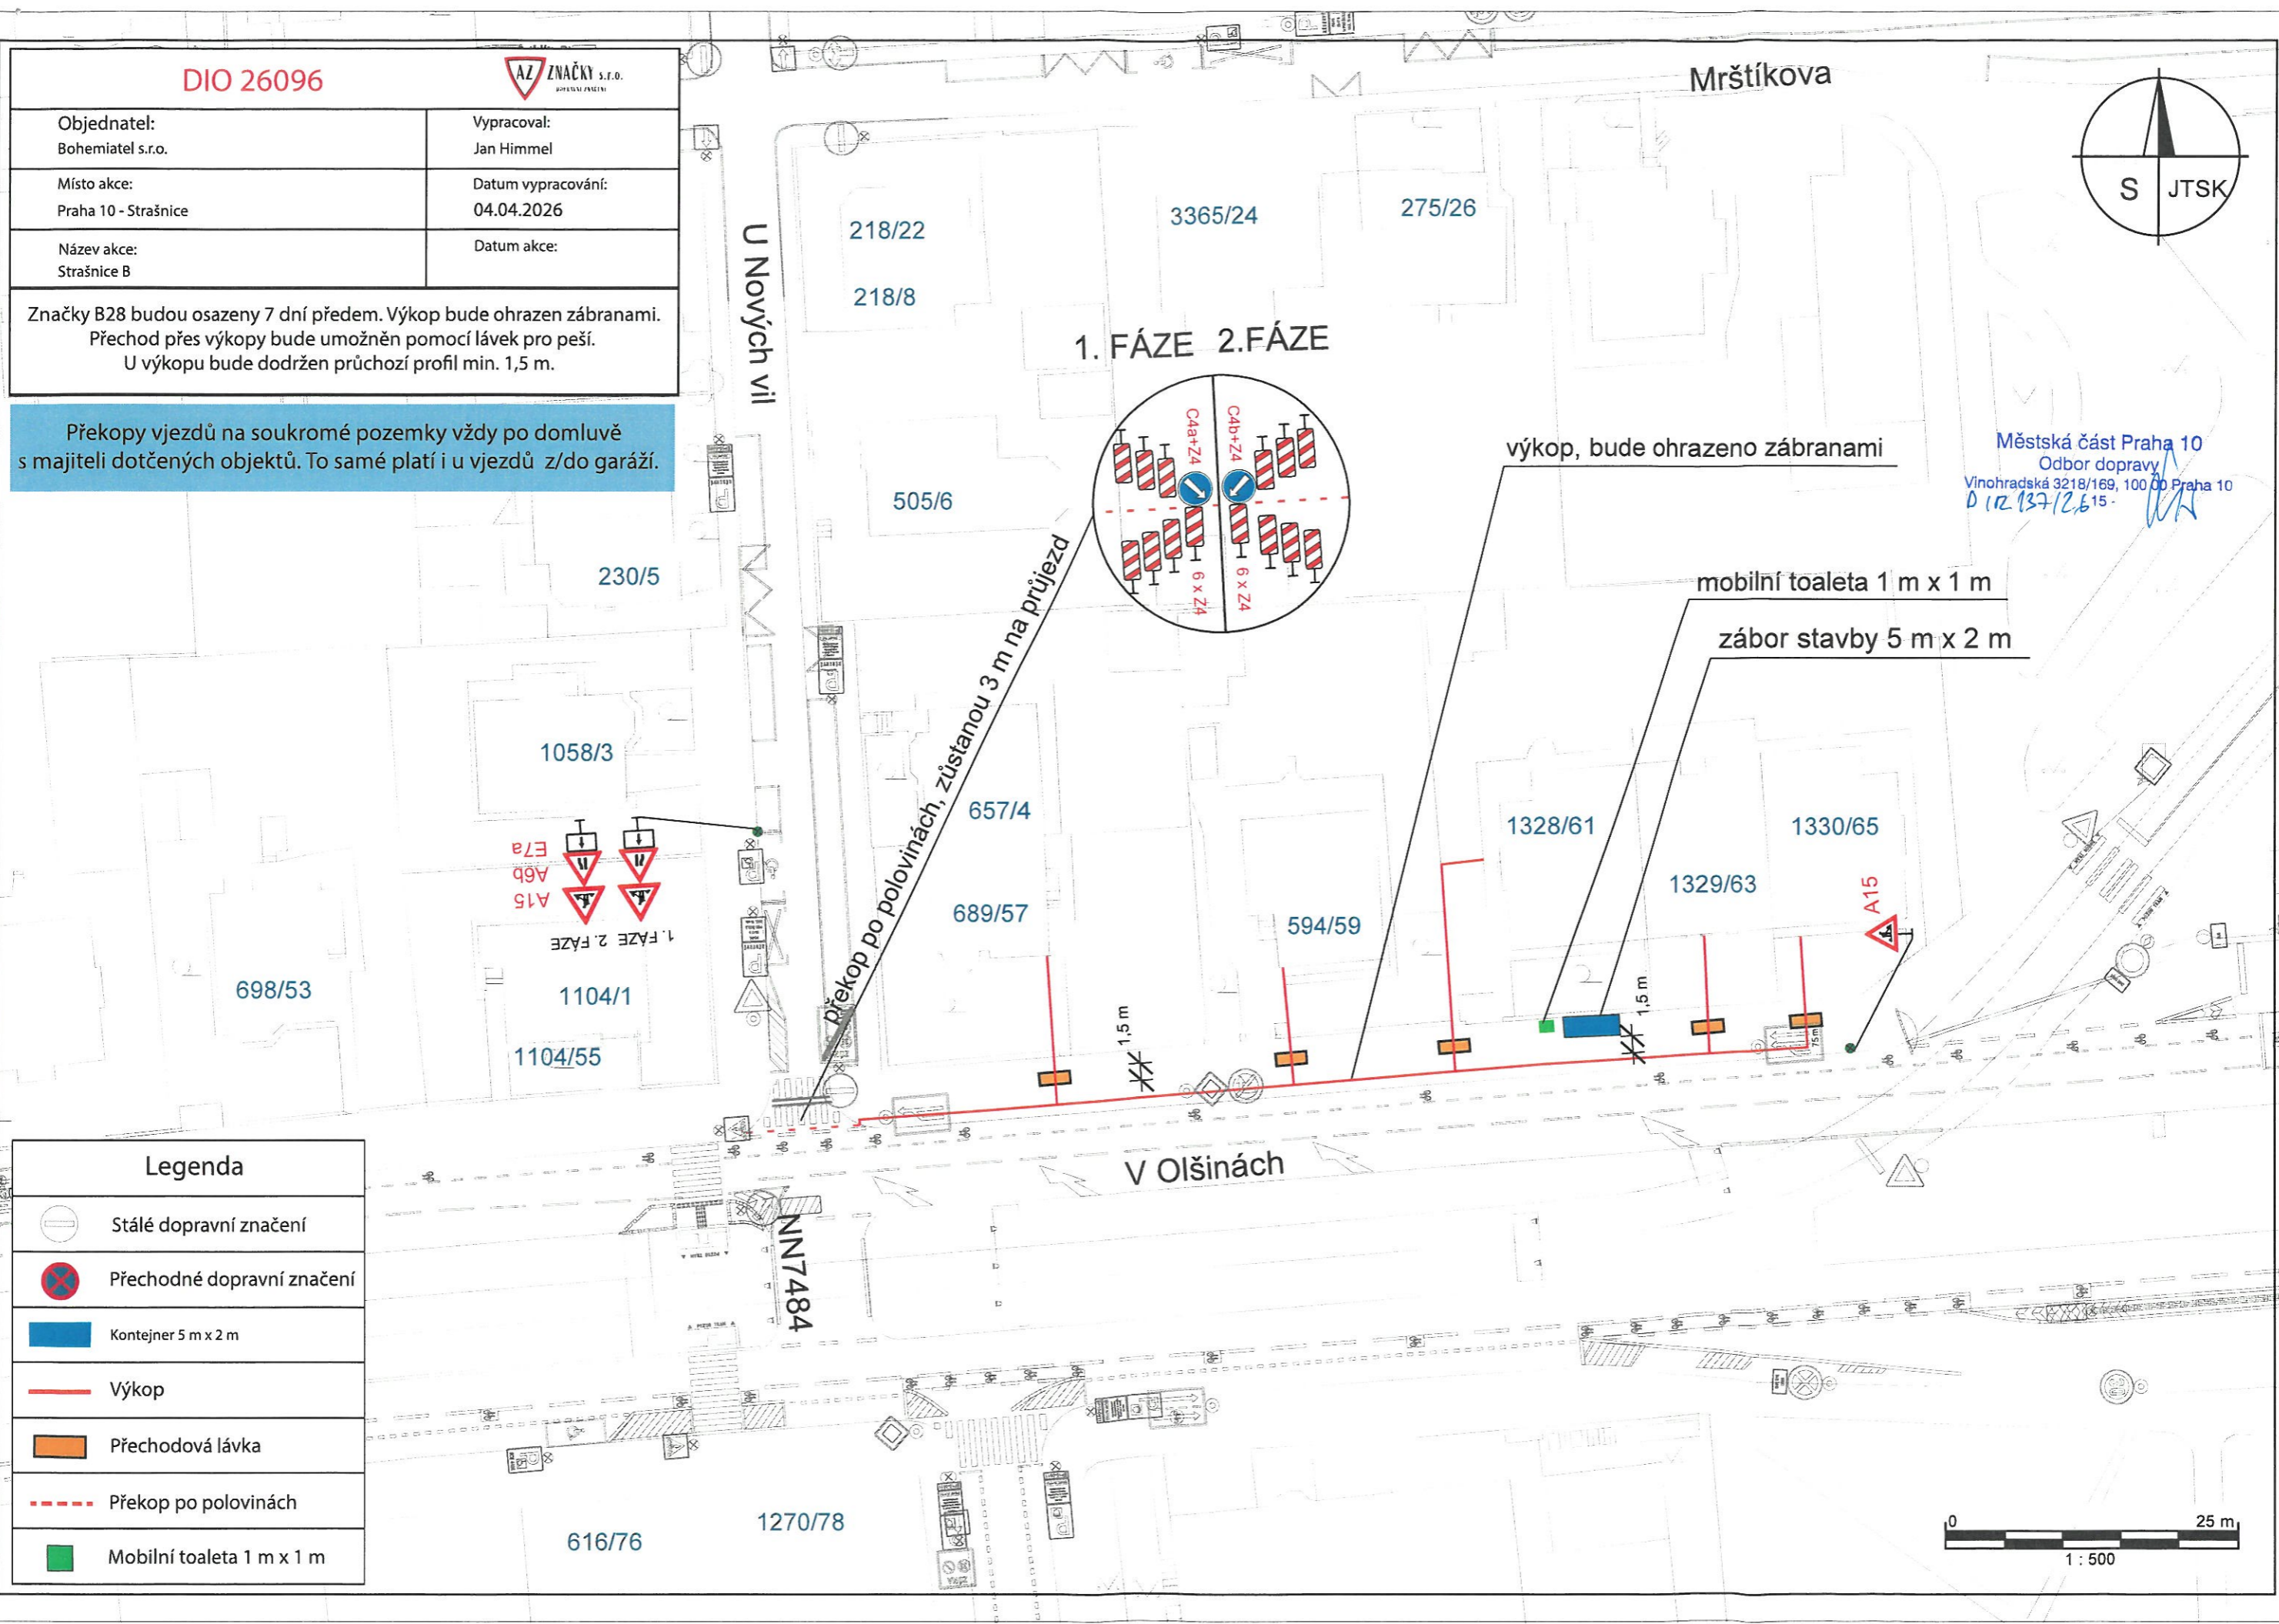 DIO 26096
AZ ZNAČKY s.r.o.
Objednatel:
Bohemiatel s.r.o.
Vypracoval:
Jan Himmel
Místo akce:
Praha 10 - Strašnice
Datum vypracování:
04.04.2026
Název akce:
Strašnice B
Datum akce:
Značky B28 budou osazeny 7 dní předem. Výkop bude ohrazen zábranami.
Přechod přes výkopy bude umožněn pomocí lávek pro peší.
U výkopu bude dodržen průchozí profil min. 1,5 m.
Překopy vjezdů na soukromé pozemky vždy po domluvě
s majiteli dotčených objektů. To samé platí i u vjezdů z/do garáží.
Mrštíkova
S JTSK
U Nových vil
218/22
3365/24
275/26
218/8
1. FÁZE 2.FÁZE
C4a+Z4
C4b+Z4
6 x Z4
6 x Z4
výkop, bude ohrazeno zábranami
Městská část Praha 10
Odbor dopravy
Vinohradská 3218/169, 100 00 Praha 10
DIR 137/26 15 -
505/6
230/5
mobilní toaleta 1 m x 1 m
zábor stavby 5 m x 2 m
překop po polovinách, zůstanou 3 m na průjezd
1058/3
657/4
1328/61
1330/65
E7a
A6b
A15
1. FÁZE 2. FÁZE
689/57
594/59
1329/63
A15
698/53
1104/1
1104/55
1,5 m
1,5 m
75 m
V Olšinách
NN7484
Legenda
Stálé dopravní značení
Přechodné dopravní značení
Kontejner 5 m x 2 m
Výkop
Přechodová lávka
Překop po polovinách
Mobilní toaleta 1 m x 1 m
616/76
1270/78
0 25 m
1 : 500